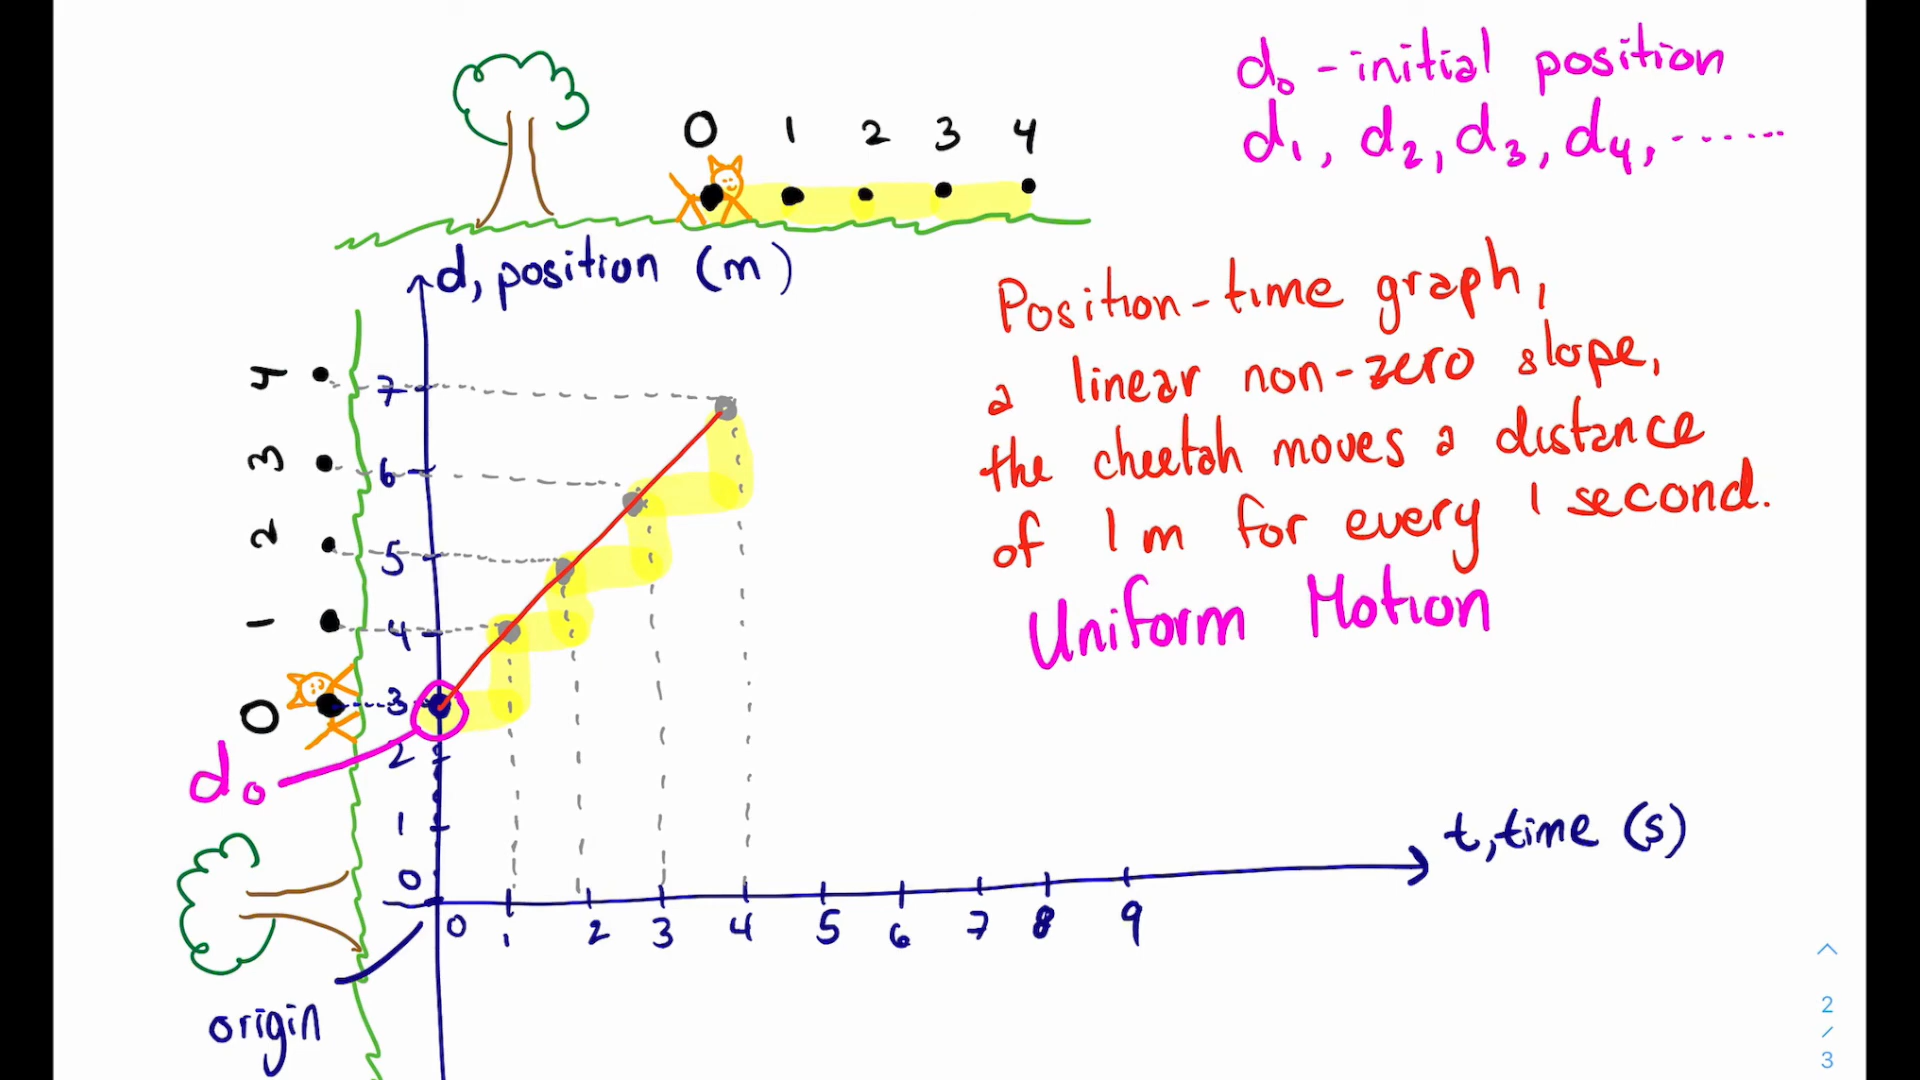 d₀ - initial position
d₁, d₂, d₃, d₄, .......
0 1 2 3 4
d, position (m)
Position-time graph,
a linear non-zero slope,
the cheetah moves a distance
of 1 m for every 1 second.
Uniform Motion
4
3
2
1
0
7
6
5
4
3
2
1
0
d₀
t, time (s)
0 1 2 3 4 5 6 7 8 9
origin
2
/
3